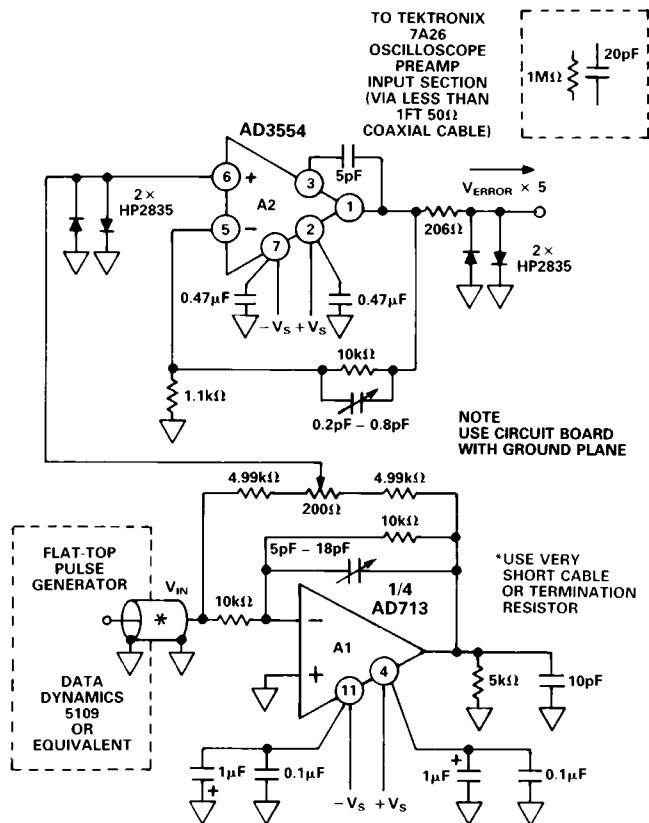 TO TEKTRONIX
7A26
OSCILLOSCOPE
PREAMP
INPUT SECTION
(VIA LESS THAN
1FT 50Ω
COAXIAL CABLE)
1MΩ
20pF
AD3554
5pF
6
+
3
A2
1
5
–
2
7
2 ×
HP2835
VERROR × 5
206Ω
2 ×
HP2835
0.47μF
–VS
+VS
0.47μF
10kΩ
1.1kΩ
0.2pF – 0.8pF
NOTE
USE CIRCUIT BOARD
WITH GROUND PLANE
4.99kΩ
4.99kΩ
200Ω
10kΩ
5pF – 18pF
FLAT-TOP
PULSE
GENERATOR
VIN
*
10kΩ
1/4
AD713
*USE VERY
SHORT CABLE
OR TERMINATION
RESISTOR
–
A1
+
4
11
5kΩ
10pF
DATA
DYNAMICS
5109
OR
EQUIVALENT
1μF
+
0.1μF
–VS
+VS
+
1μF
0.1μF